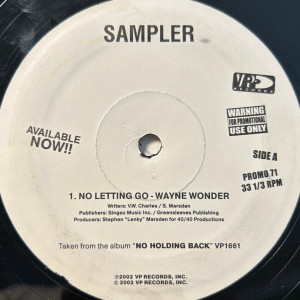 SAMPLER
VP
RECORDS
WARNING
FOR PROMOTIONAL
USE ONLY
AVAILABLE
NOW!!
SIDE A
PROMO.71
33 1/3 RPM
1. NO LETTING GO - WAYNE WONDER
Writers: V.W. Charles / S. Marsden
Publishers: Singso Music Inc. / Greensleeves Publishing
Producers: Stephen "Lenky" Marsden for 40/40 Productions
Taken from the album "NO HOLDING BACK" VP1661
℗2002 VP RECORDS, INC.
© 2002 VP RECORDS, INC.